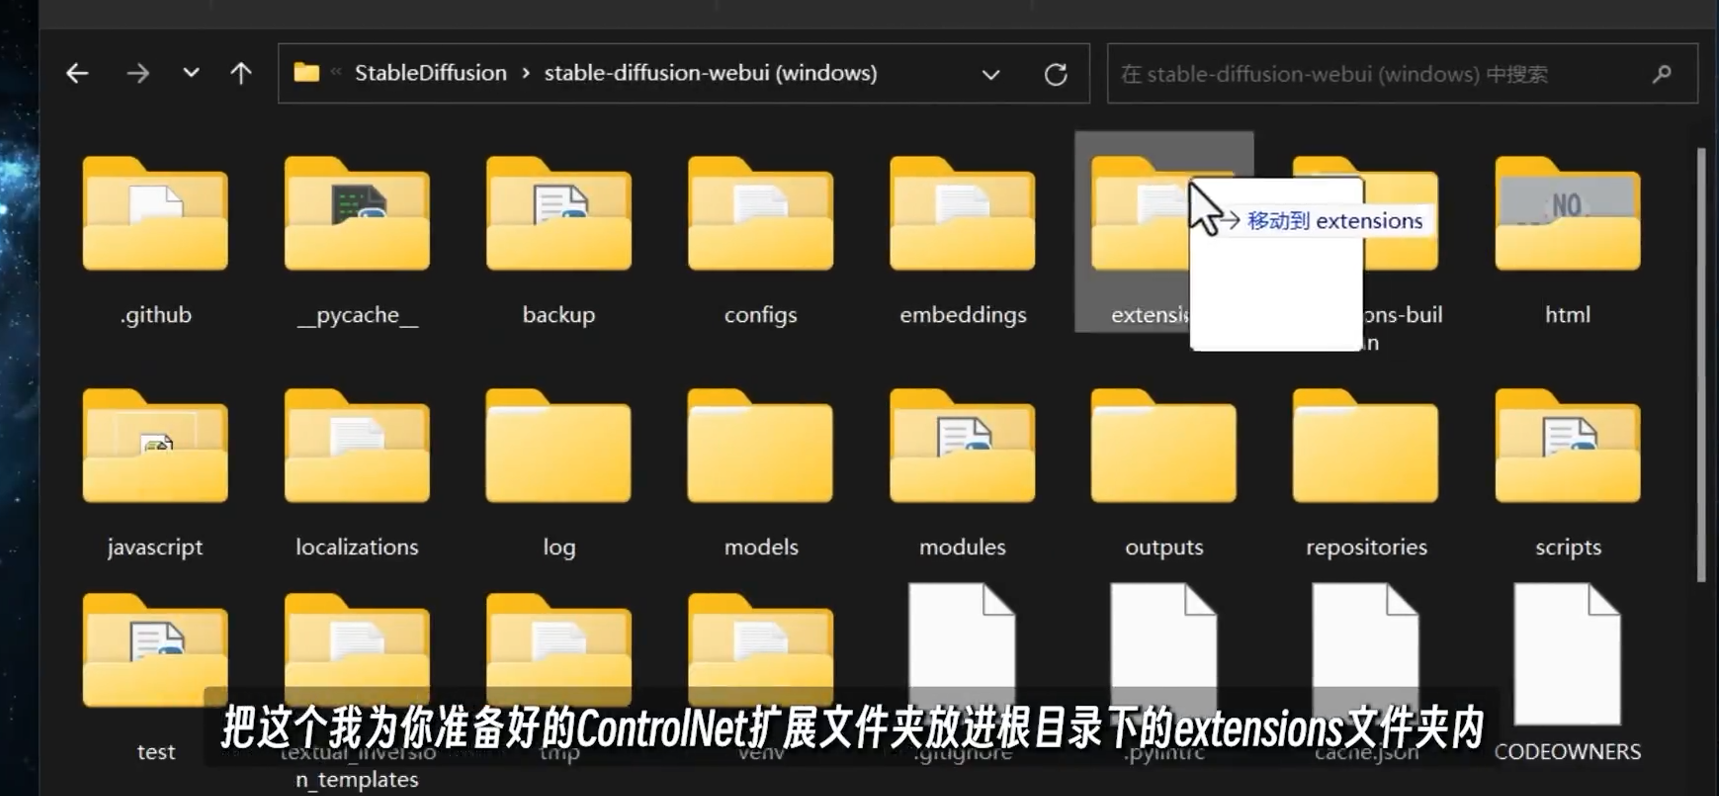 « StableDiffusion › stable-diffusion-webui (windows)
在 stable-diffusion-webui (windows) 中搜索
NO
→ 移动到 extensions
.github
__pycache__
backup
configs
embeddings
html
javascript
localizations
log
models
modules
outputs
repositories
scripts
把这个我为你准备好的ControlNet扩展文件夹放进根目录下的extensions文件夹内
test
textual_inversio
n_templates
tmp
venv
.gitignore
.pylintrc
cache.json
CODEOWNERS